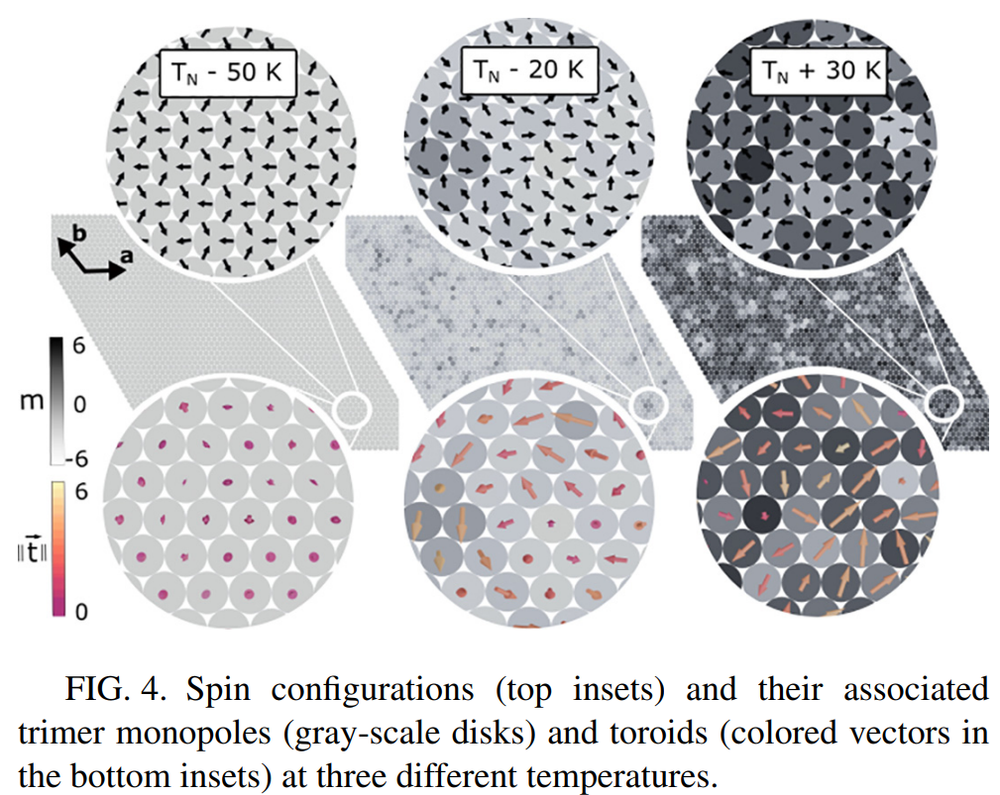 T_N - 50 K
T_N - 20 K
T_N + 30 K
b
a
6
m
0
-6
6
||t⃗||
0
FIG. 4. Spin configurations (top insets) and their associated
trimer monopoles (gray-scale disks) and toroids (colored vectors in
the bottom insets) at three different temperatures.